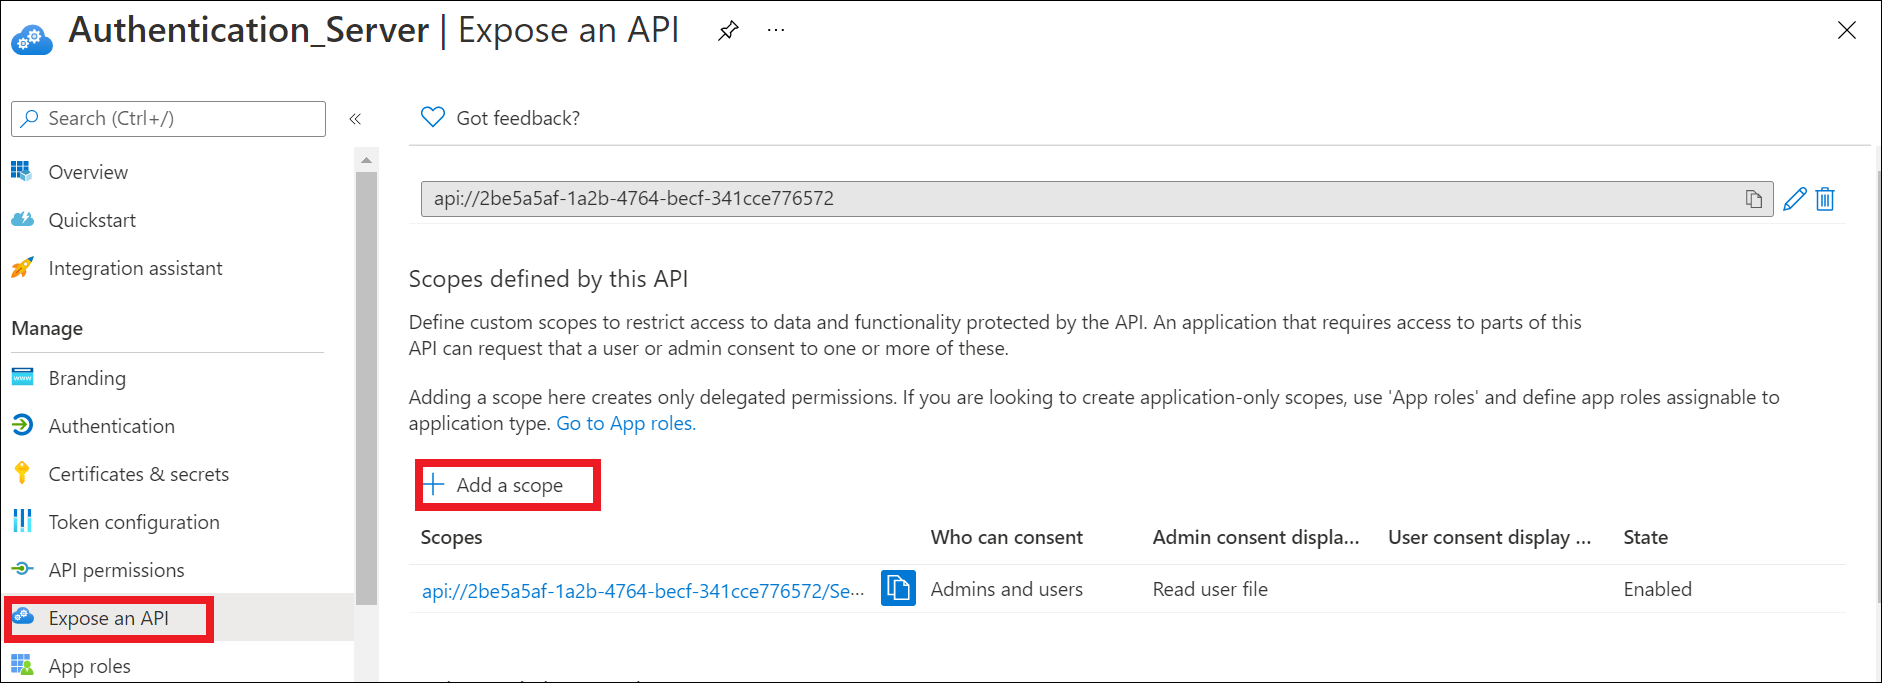 Authentication_Server | Expose an API ...
Search (Ctrl+/)
«
Overview
Quickstart
Integration assistant
Manage
Branding
Authentication
Certificates & secrets
Token configuration
API permissions
Expose an API
App roles
Got feedback?
api://2be5a5af-1a2b-4764-becf-341cce776572
Scopes defined by this API
Define custom scopes to restrict access to data and functionality protected by the API. An application that requires access to parts of this
API can request that a user or admin consent to one or more of these.
Adding a scope here creates only delegated permissions. If you are looking to create application-only scopes, use 'App roles' and define app roles assignable to
application type. Go to App roles.
Add a scope
Scopes Who can consent Admin consent displa... User consent display ... State
api://2be5a5af-1a2b-4764-becf-341cce776572/Se... Admins and users Read user file Enabled